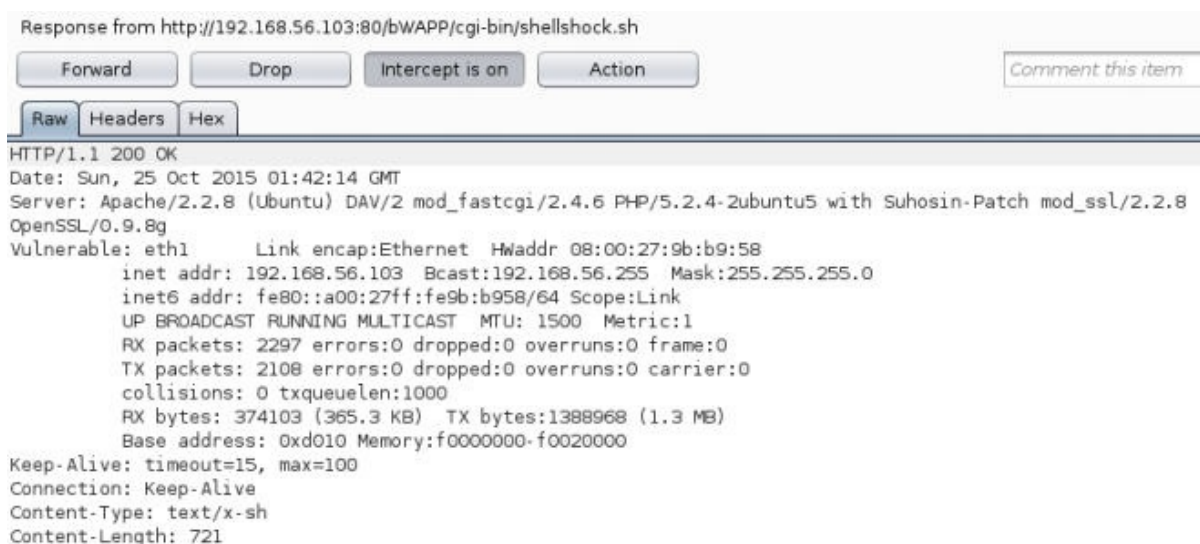 Response from http://192.168.56.103:80/bWAPP/cgi-bin/shellshock.sh
Forward Drop Intercept is on Action Comment this item
Raw Headers Hex
HTTP/1.1 200 OK
Date: Sun, 25 Oct 2015 01:42:14 GMT
Server: Apache/2.2.8 (Ubuntu) DAV/2 mod_fastcgi/2.4.6 PHP/5.2.4-2ubuntu5 with Suhosin-Patch mod_ssl/2.2.8
OpenSSL/0.9.8g
Vulnerable: eth1 Link encap:Ethernet HWaddr 08:00:27:9b:b9:58
inet addr: 192.168.56.103 Bcast:192.168.56.255 Mask:255.255.255.0
inet6 addr: fe80::a00:27ff:fe9b:b958/64 Scope:Link
UP BROADCAST RUNNING MULTICAST MTU: 1500 Metric:1
RX packets: 2297 errors:0 dropped:0 overruns:0 frame:0
TX packets: 2108 errors:0 dropped:0 overruns:0 carrier:0
collisions: 0 txqueuelen:1000
RX bytes: 374103 (365.3 KB) TX bytes:1388968 (1.3 MB)
Base address: 0xd010 Memory:f0000000-f0020000
Keep-Alive: timeout=15, max=100
Connection: Keep-Alive
Content-Type: text/x-sh
Content-Length: 721